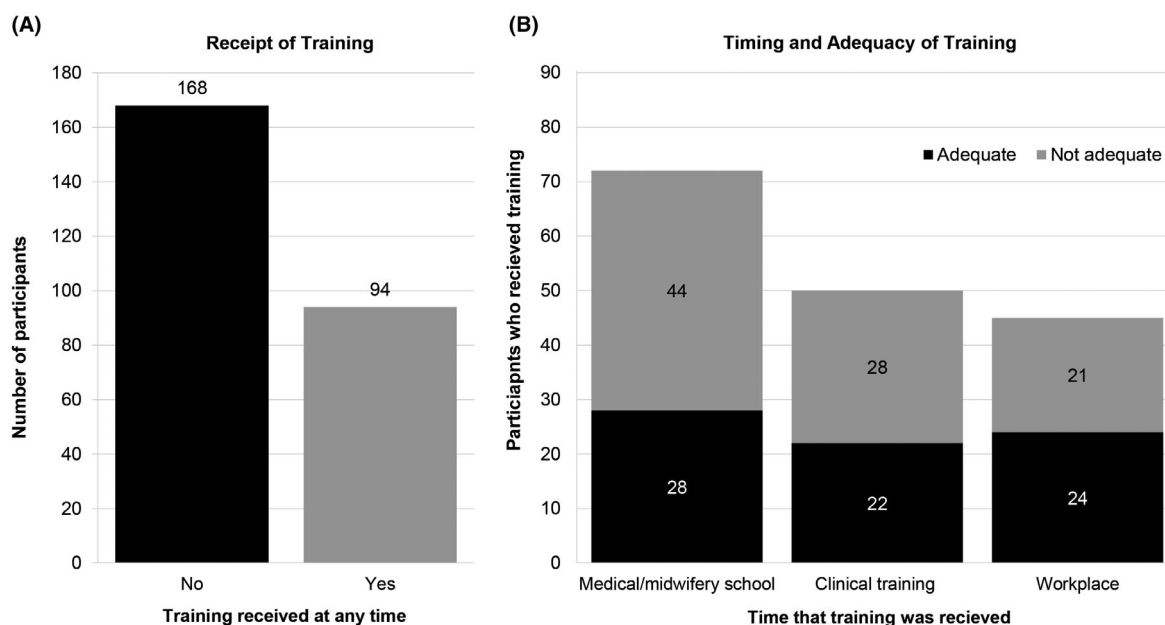 (A)
Receipt of Training
Number of participants
180
160
140
120
100
80
60
40
20
0
168
94
No
Yes
Training received at any time
(B)
Timing and Adequacy of Training
Particiapnts who recieved training
90
80
70
60
50
40
30
20
10
0
Adequate
Not adequate
44
28
28
22
21
24
Medical/midwifery school
Clinical training
Workplace
Time that training was recieved